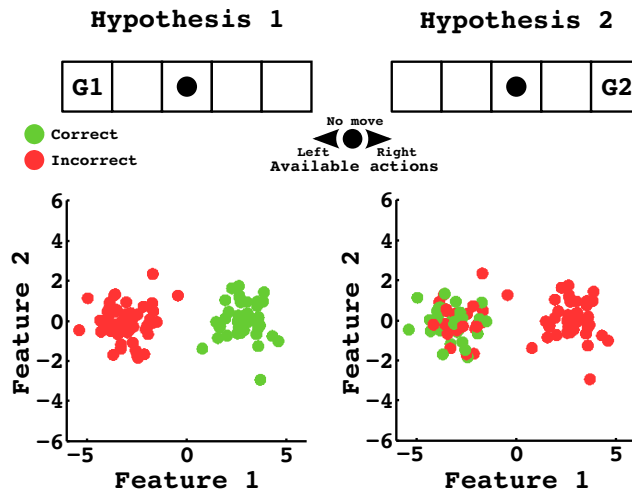 Hypothesis 1
Hypothesis 2
G1
G2
Correct
Incorrect
No move
Left
Right
Available actions
Feature 2
6
4
2
0
−2
−4
−6
−5
0
5
Feature 1
Feature 2
6
4
2
0
−2
−4
−6
−5
0
5
Feature 1